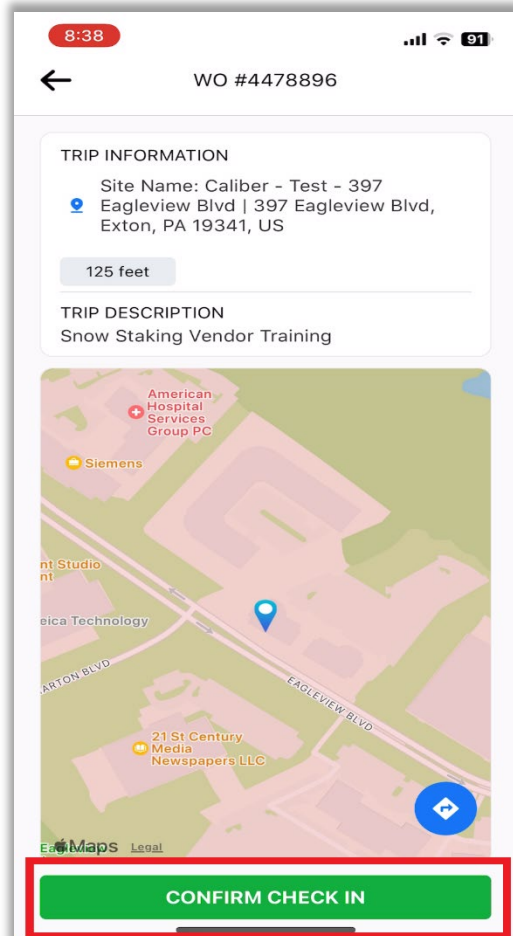 8:38
91
WO #4478896
TRIP INFORMATION
Site Name: Caliber - Test - 397
Eagleview Blvd | 397 Eagleview Blvd,
Exton, PA 19341, US
125 feet
TRIP DESCRIPTION
Snow Staking Vendor Training
American
Hospital
Services
Group PC
Siemens
nt Studio
nt
eica Technology
ARTON BLVD
EAGLEVIEW BLVD
21 St Century
Media
Newspapers LLC
Maps Legal
CONFIRM CHECK IN